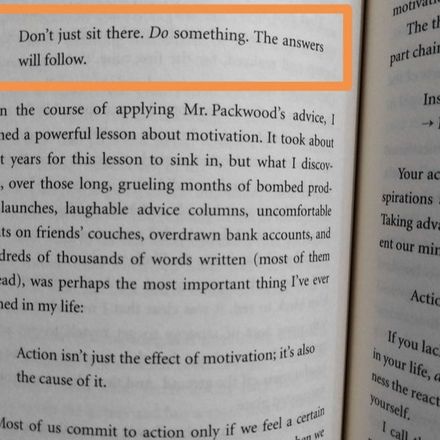 Don't just sit there. Do something. The answers
will follow.
n the course of applying Mr. Packwood's advice, I
ned a powerful lesson about motivation. It took about
t years for this lesson to sink in, but what I discov-
, over those long, grueling months of bombed prod-
launches, laughable advice columns, uncomfortable
ts on friends' couches, overdrawn bank accounts, and
dreds of thousands of words written (most of them
ead), was perhaps the most important thing I've ever
ned in my life:
Action isn't just the effect of motivation; it's also
the cause of it.
Most of us commit to action only if we feel a certain
motivatio
The th
part chain
Ins
→
Your ac
spirations
Taking adva
ent our min
Actio
If you lac
in your life, a
ness the react
yourself.
I call